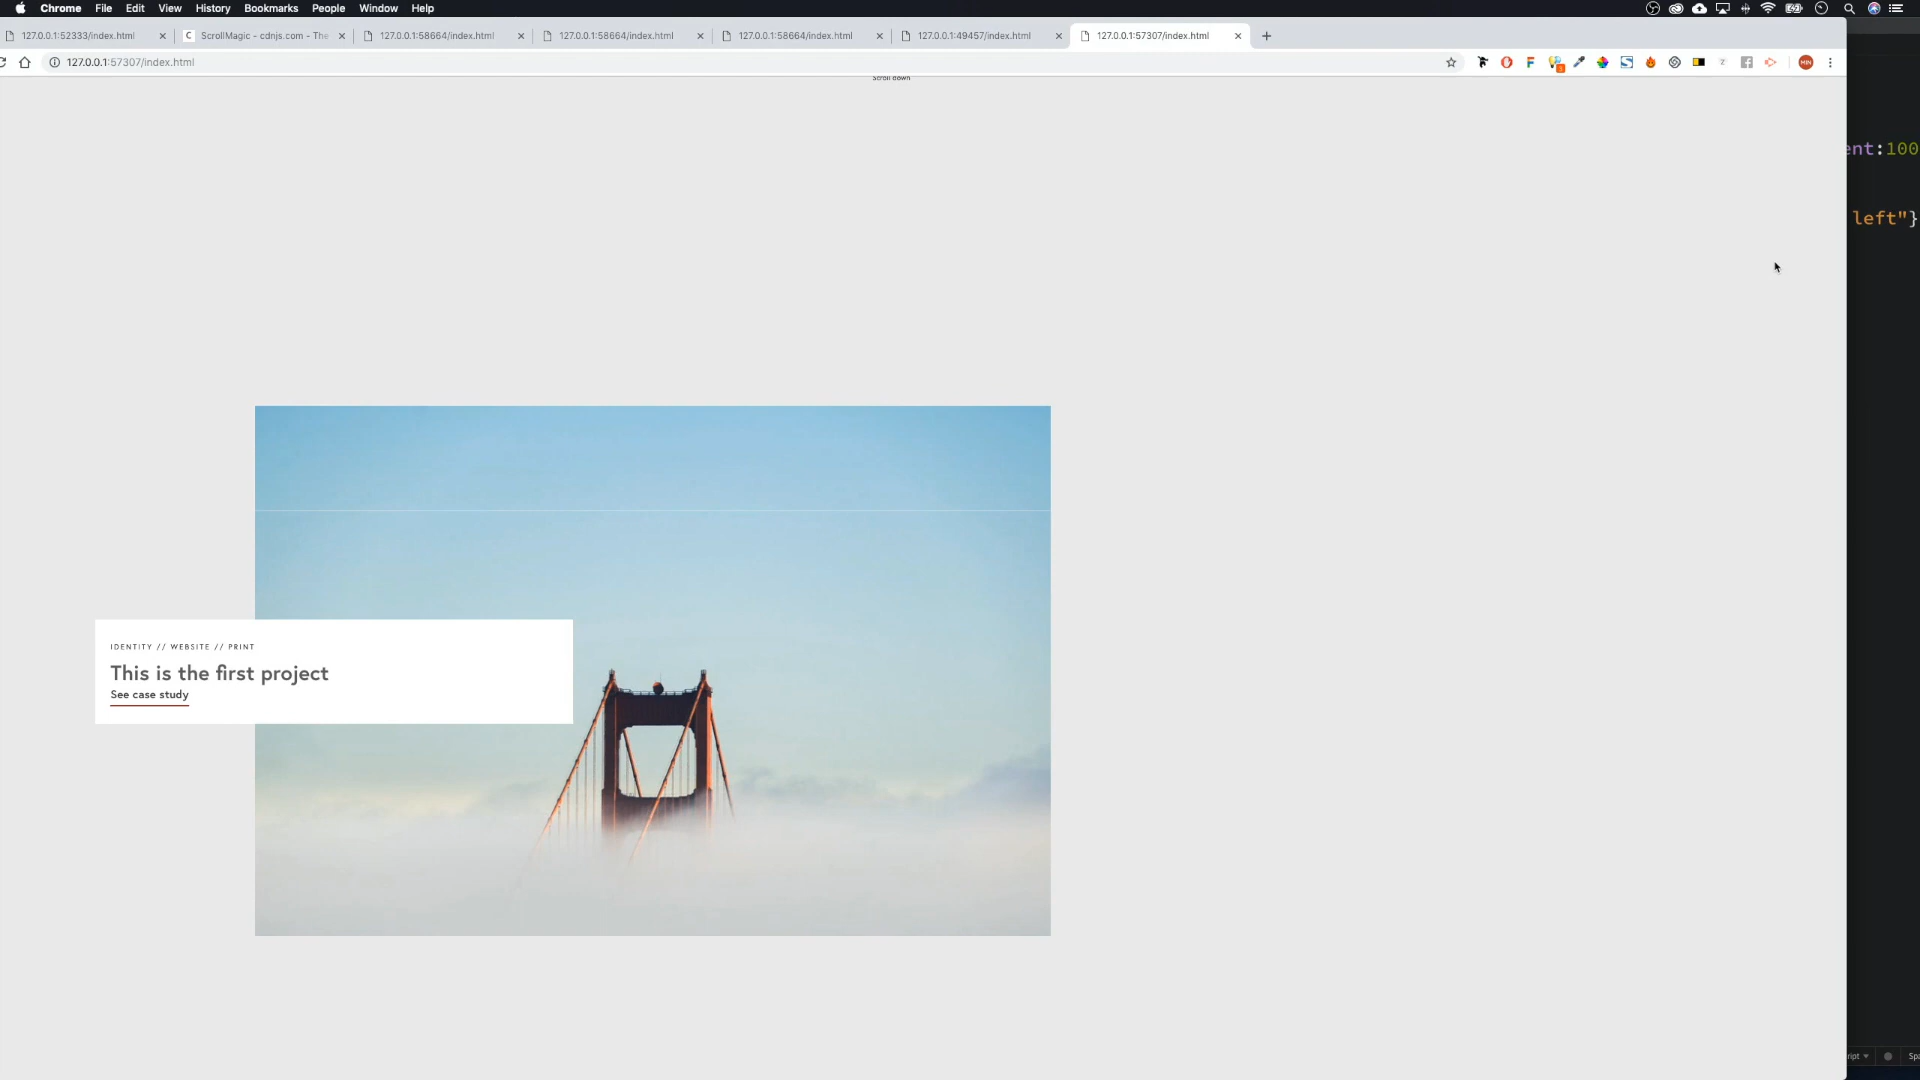 Chrome File Edit View History Bookmarks People Window Help
127.0.0.1:52333/index.html
ScrollMagic - cdnjs.com - The
127.0.0.1:58664/index.html
127.0.0.1:58664/index.html
127.0.0.1:58664/index.html
127.0.0.1:49457/index.html
127.0.0.1:57307/index.html
127.0.0.1:57307/index.html
Scroll down
ent:100
left"}
IDENTITY // WEBSITE // PRINT
This is the first project
See case study
ript
Spa